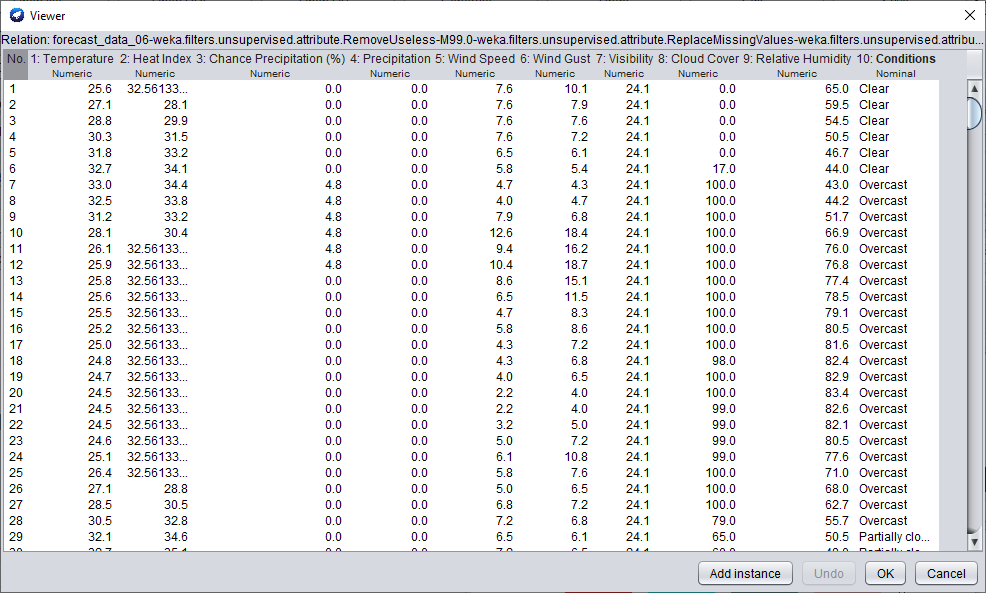 Viewer
Relation: forecast_data_06-weka.filters.unsupervised.attribute.RemoveUseless-M99.0-weka.filters.unsupervised.attribute.ReplaceMissingValues-weka.filters.unsupervised.attribu...
No. 1: Temperature 2: Heat Index 3: Chance Precipitation (%) 4: Precipitation 5: Wind Speed 6: Wind Gust 7: Visibility 8: Cloud Cover 9: Relative Humidity 10: Conditions
Numeric Numeric Numeric Numeric Numeric Numeric Numeric Numeric Numeric Nominal
1 25.6 32.56133... 0.0 0.0 7.6 10.1 24.1 0.0 65.0 Clear
2 27.1 28.1 0.0 0.0 7.6 7.9 24.1 0.0 59.5 Clear
3 28.8 29.9 0.0 0.0 7.6 7.6 24.1 0.0 54.5 Clear
4 30.3 31.5 0.0 0.0 7.6 7.2 24.1 0.0 50.5 Clear
5 31.8 33.2 0.0 0.0 6.5 6.1 24.1 0.0 46.7 Clear
6 32.7 34.1 0.0 0.0 5.8 5.4 24.1 17.0 44.0 Clear
7 33.0 34.4 4.8 0.0 4.7 4.3 24.1 100.0 43.0 Overcast
8 32.5 33.8 4.8 0.0 4.0 4.7 24.1 100.0 44.2 Overcast
9 31.2 33.2 4.8 0.0 7.9 6.8 24.1 100.0 51.7 Overcast
10 28.1 30.4 4.8 0.0 12.6 18.4 24.1 100.0 66.9 Overcast
11 26.1 32.56133... 4.8 0.0 9.4 16.2 24.1 100.0 76.0 Overcast
12 25.9 32.56133... 4.8 0.0 10.4 18.7 24.1 100.0 76.8 Overcast
13 25.8 32.56133... 0.0 0.0 8.6 15.1 24.1 100.0 77.4 Overcast
14 25.6 32.56133... 0.0 0.0 6.5 11.5 24.1 100.0 78.5 Overcast
15 25.5 32.56133... 0.0 0.0 4.7 8.3 24.1 100.0 79.1 Overcast
16 25.2 32.56133... 0.0 0.0 5.8 8.6 24.1 100.0 80.5 Overcast
17 25.0 32.56133... 0.0 0.0 4.3 7.2 24.1 100.0 81.6 Overcast
18 24.8 32.56133... 0.0 0.0 4.3 6.8 24.1 98.0 82.4 Overcast
19 24.7 32.56133... 0.0 0.0 4.0 6.5 24.1 100.0 82.9 Overcast
20 24.5 32.56133... 0.0 0.0 2.2 4.0 24.1 100.0 83.4 Overcast
21 24.5 32.56133... 0.0 0.0 2.2 4.0 24.1 99.0 82.6 Overcast
22 24.5 32.56133... 0.0 0.0 3.2 5.0 24.1 99.0 82.1 Overcast
23 24.6 32.56133... 0.0 0.0 5.0 7.2 24.1 99.0 80.5 Overcast
24 25.1 32.56133... 0.0 0.0 6.1 10.8 24.1 99.0 77.6 Overcast
25 26.4 32.56133... 0.0 0.0 5.8 7.6 24.1 100.0 71.0 Overcast
26 27.1 28.8 0.0 0.0 5.0 6.5 24.1 100.0 68.0 Overcast
27 28.5 30.5 0.0 0.0 6.8 7.2 24.1 100.0 62.7 Overcast
28 30.5 32.8 0.0 0.0 7.2 6.8 24.1 79.0 55.7 Overcast
29 32.1 34.6 0.0 0.0 6.5 6.1 24.1 65.0 50.5 Partially clo...
Add instance Undo OK Cancel